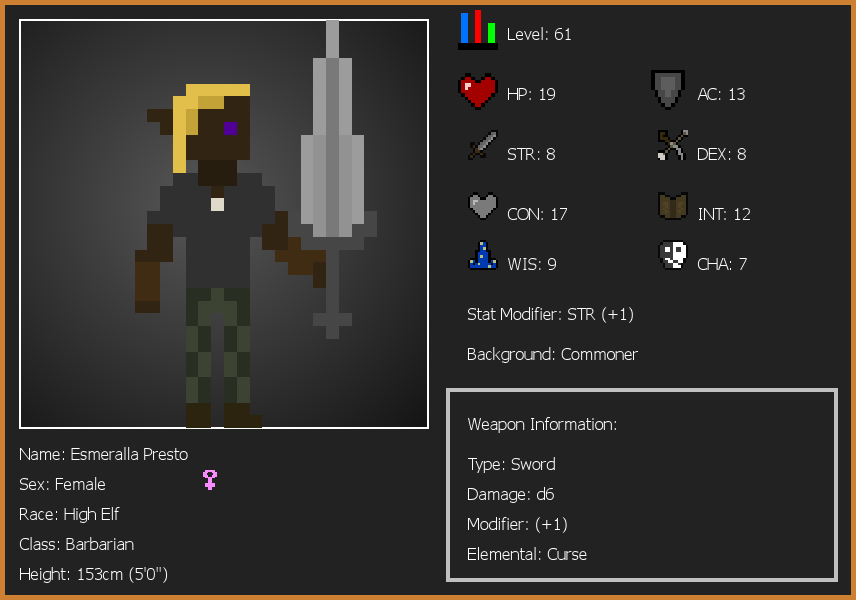 Level: 61
HP: 19
AC: 13
STR: 8
DEX: 8
CON: 17
INT: 12
WIS: 9
CHA: 7
Stat Modifier: STR (+1)
Background: Commoner
Weapon Information:
Type: Sword
Damage: d6
Modifier: (+1)
Elemental: Curse
Name: Esmeralla Presto
Sex: Female
Race: High Elf
Class: Barbarian
Height: 153cm (5'0")